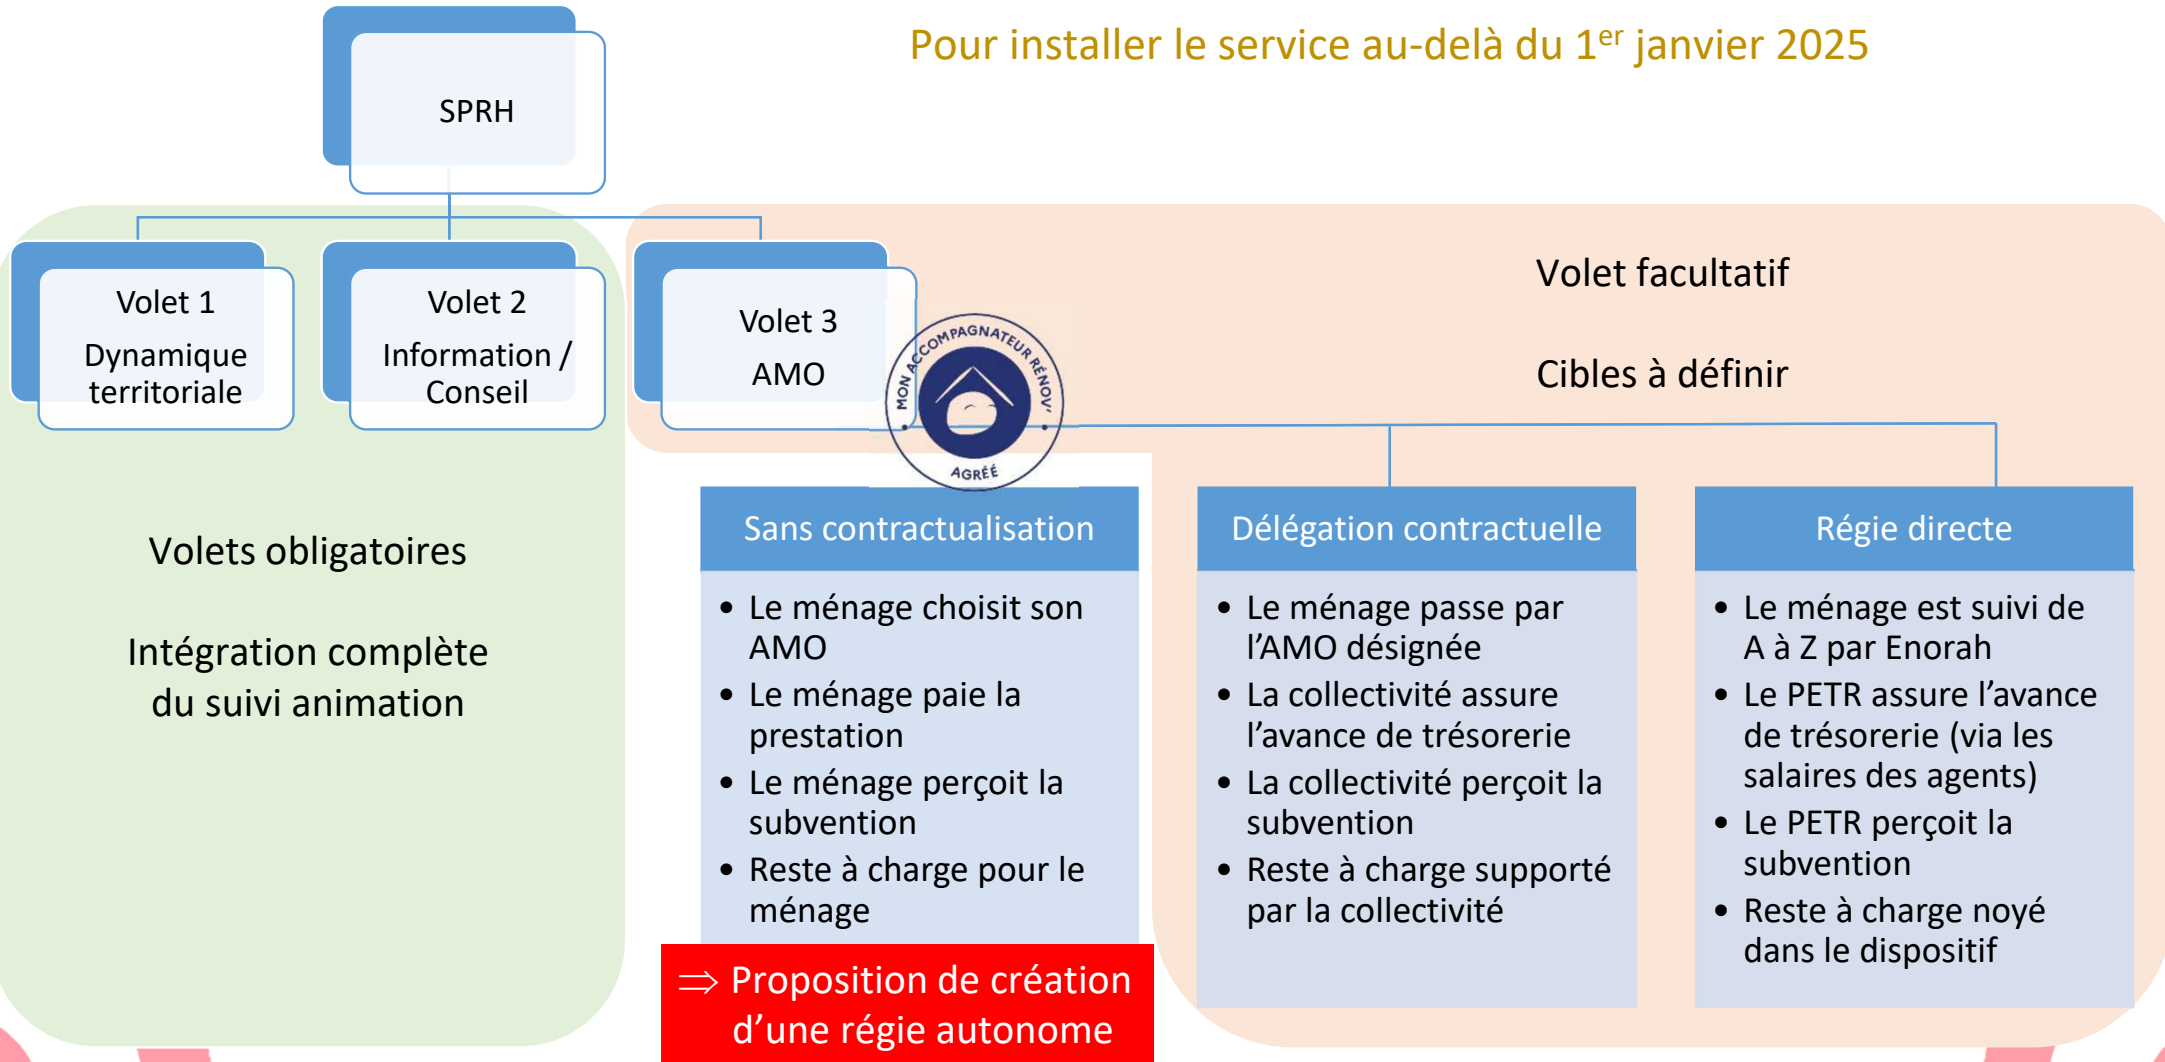 Pour installer le service au-delà du 1er janvier 2025
SPRH
Volet 1
Dynamique
territoriale
Volet 2
Information /
Conseil
Volet 3
AMO
MON ACCOMPAGNATEUR RÉNOV'
AGRÉÉ
Volet facultatif
Cibles à définir
Volets obligatoires
Intégration complète
du suivi animation
Sans contractualisation
• Le ménage choisit son
AMO
• Le ménage paie la
prestation
• Le ménage perçoit la
subvention
• Reste à charge pour le
ménage
⇒ Proposition de création
d’une régie autonome
Délégation contractuelle
• Le ménage passe par
l’AMO désignée
• La collectivité assure
l’avance de trésorerie
• La collectivité perçoit la
subvention
• Reste à charge supporté
par la collectivité
Régie directe
• Le ménage est suivi de
A à Z par Enorah
• Le PETR assure l’avance
de trésorerie (via les
salaires des agents)
• Le PETR perçoit la
subvention
• Reste à charge noyé
dans le dispositif